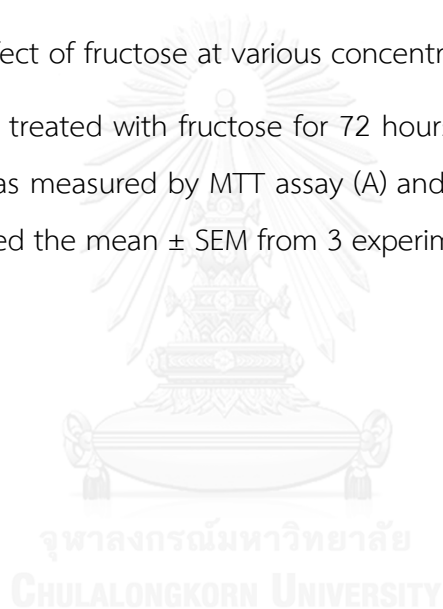 ect of fructose at various concentr
treated with fructose for 72 hour
as measured by MTT assay (A) and
ed the mean ± SEM from 3 experim
จุฬาลงกรณ์มหาวิทยาลัย
CHULALONGKORN UNIVERSITY